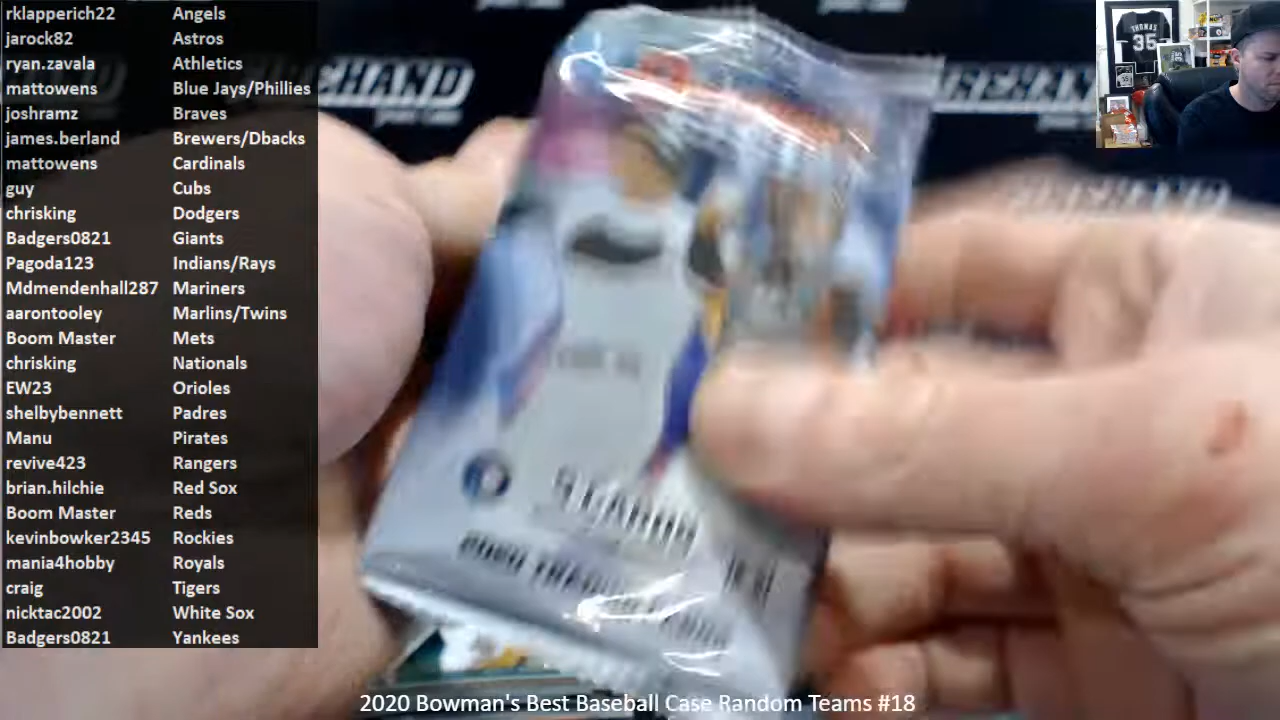 rklapperich22 Angels
jarock82 Astros
ryan.zavala Athletics
mattowens Blue Jays/Phillies
joshramz Braves
james.berland Brewers/Dbacks
mattowens Cardinals
guy Cubs
chrisking Dodgers
Badgers0821 Giants
Pagoda123 Indians/Rays
Mdmendenhall287 Mariners
aarontooley Marlins/Twins
Boom Master Mets
chrisking Nationals
EW23 Orioles
shelbybennett Padres
Manu Pirates
revive423 Rangers
brian.hilchie Red Sox
Boom Master Reds
kevinbowker2345 Rockies
mania4hobby Royals
craig Tigers
nicktac2002 White Sox
Badgers0821 Yankees
THOMAS
35
2020 Bowman's Best Baseball Case Random Teams #18